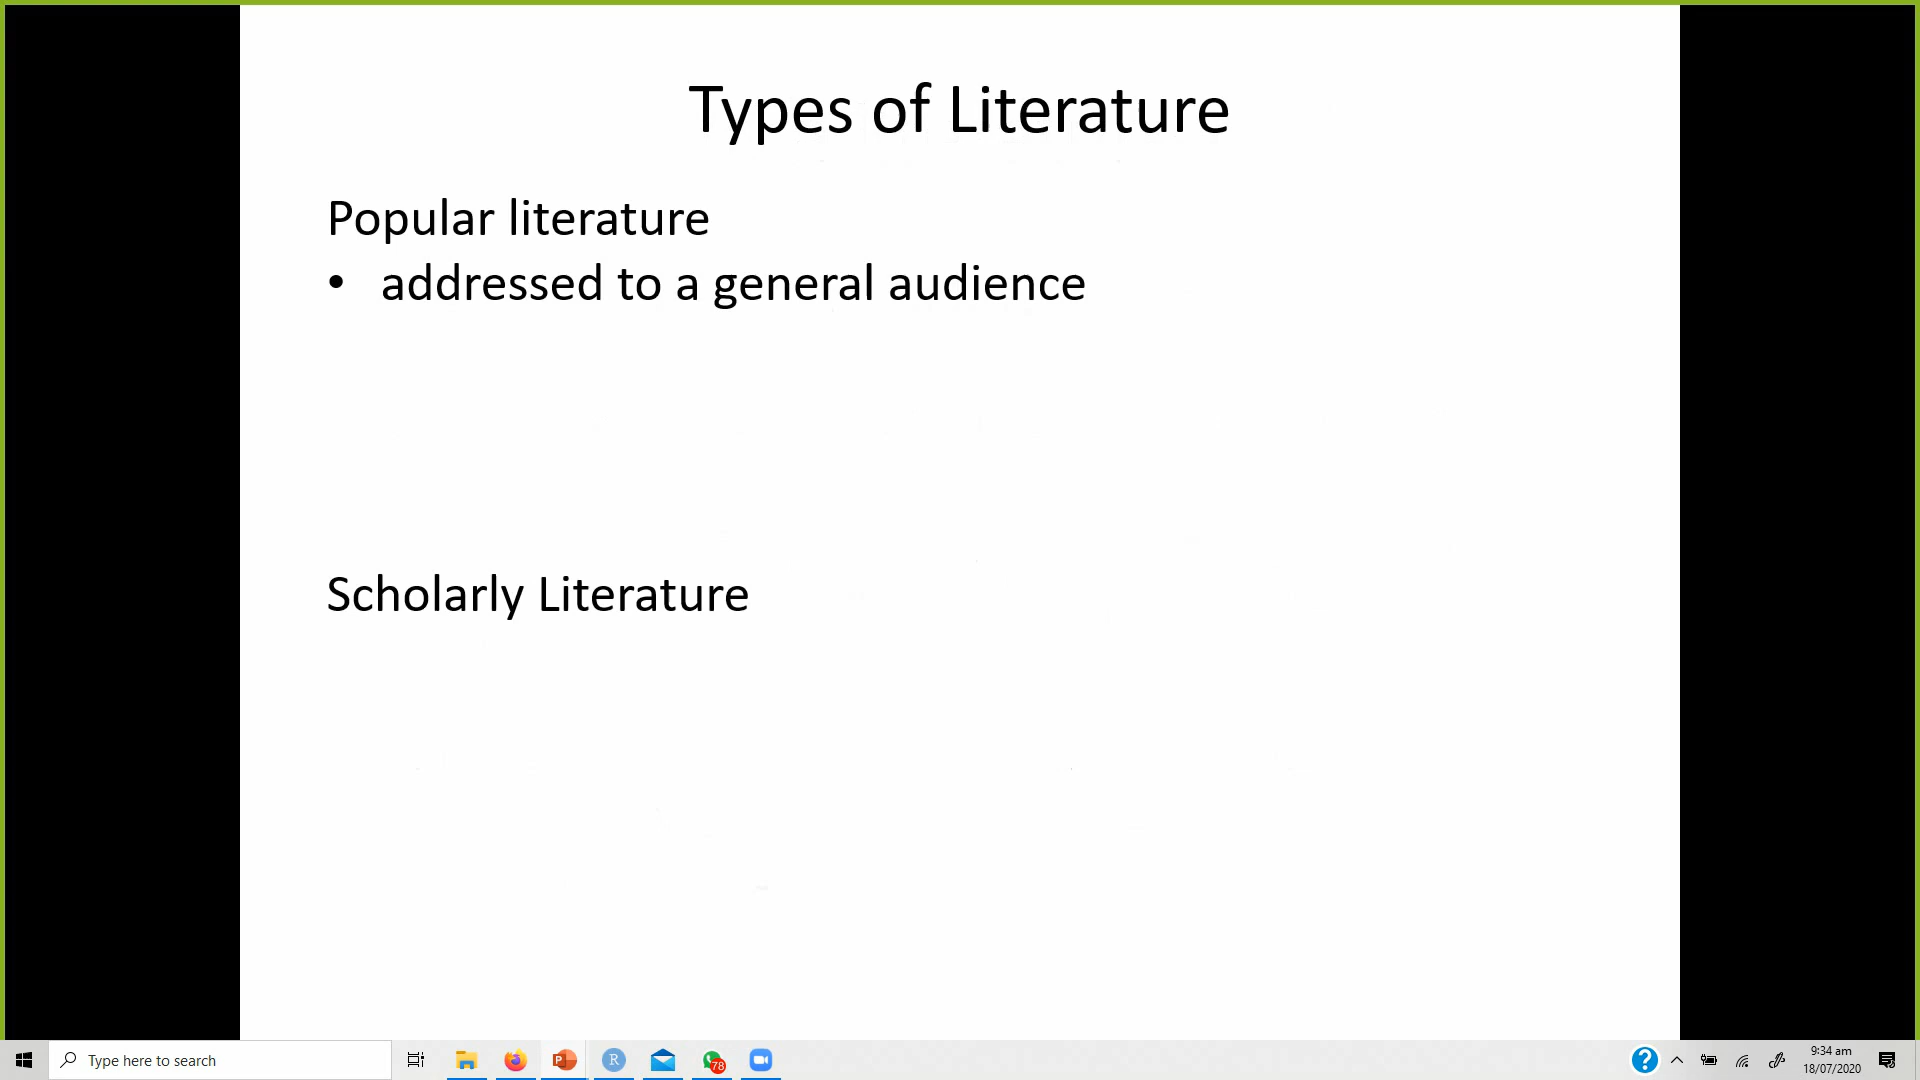 Types of Literature
Popular literature
• addressed to a general audience
Scholarly Literature
Type here to search
R
P
78
?
9:34 am
18/07/2020